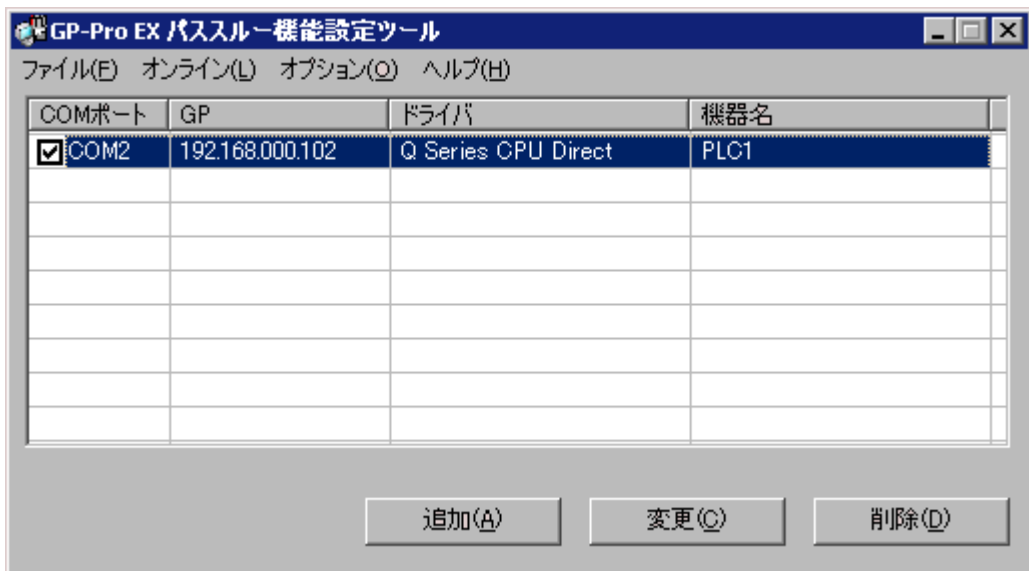 GP-Pro EX パススルー機能設定ツール
ファイル(F) オンライン(L) オプション(O) ヘルプ(H)
COMポート GP ドライバ 機器名
COM2 192.168.000.102 Q Series CPU Direct PLC1
追加(A) 変更(C) 削除(D)